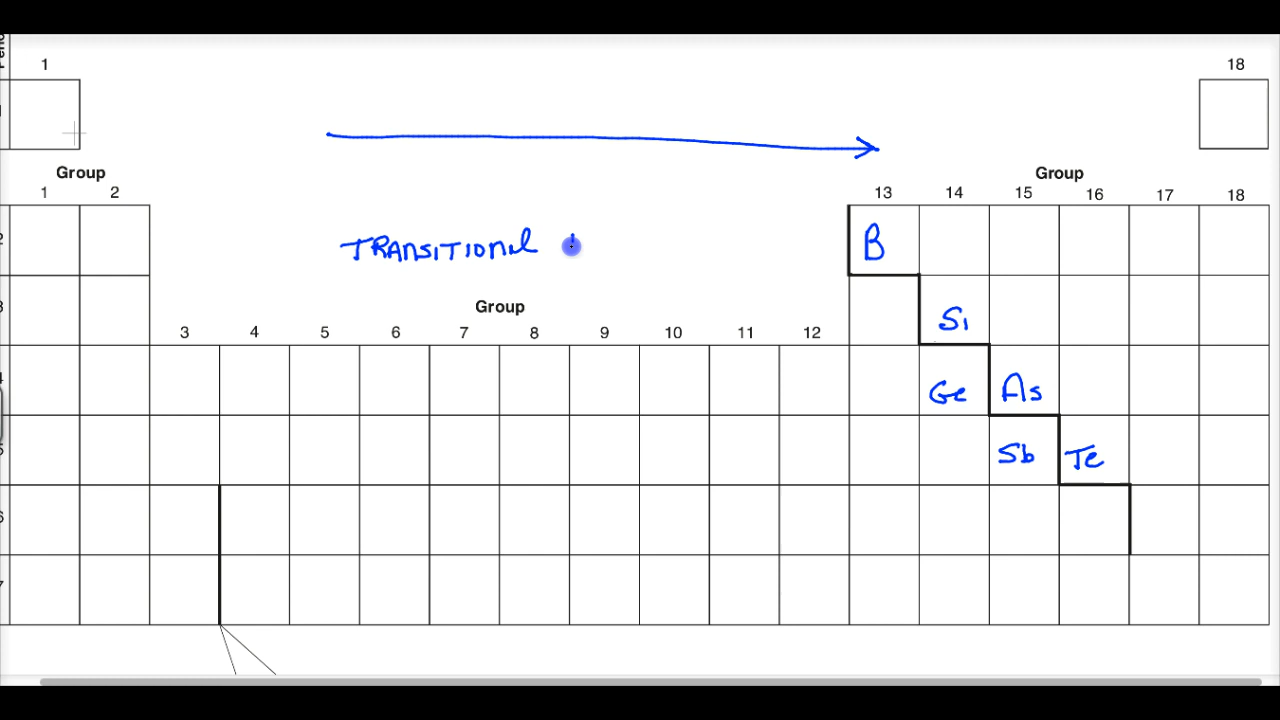 1 18
Group Group
1 2 13 14 15 16 17 18
TRANSITIONAL B
Group Si
3 4 5 6 7 8 9 10 11 12
Ge As
Sb Te